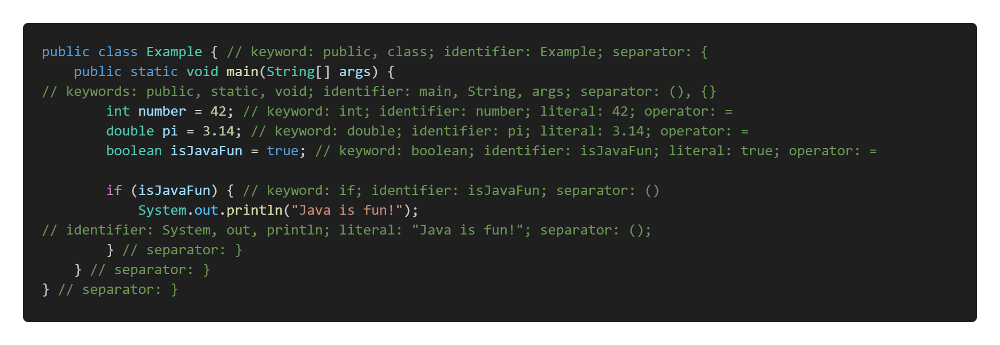 public class Example { // keyword: public, class; identifier: Example; separator: {
    public static void main(String[] args) {
// keywords: public, static, void; identifier: main, String, args; separator: (), {}
        int number = 42; // keyword: int; identifier: number; literal: 42; operator: =
        double pi = 3.14; // keyword: double; identifier: pi; literal: 3.14; operator: =
        boolean isJavaFun = true; // keyword: boolean; identifier: isJavaFun; literal: true; operator: =

        if (isJavaFun) { // keyword: if; identifier: isJavaFun; separator: ()
            System.out.println("Java is fun!");
// identifier: System, out, println; literal: "Java is fun!"; separator: ();
        } // separator: }
    } // separator: }
} // separator: }